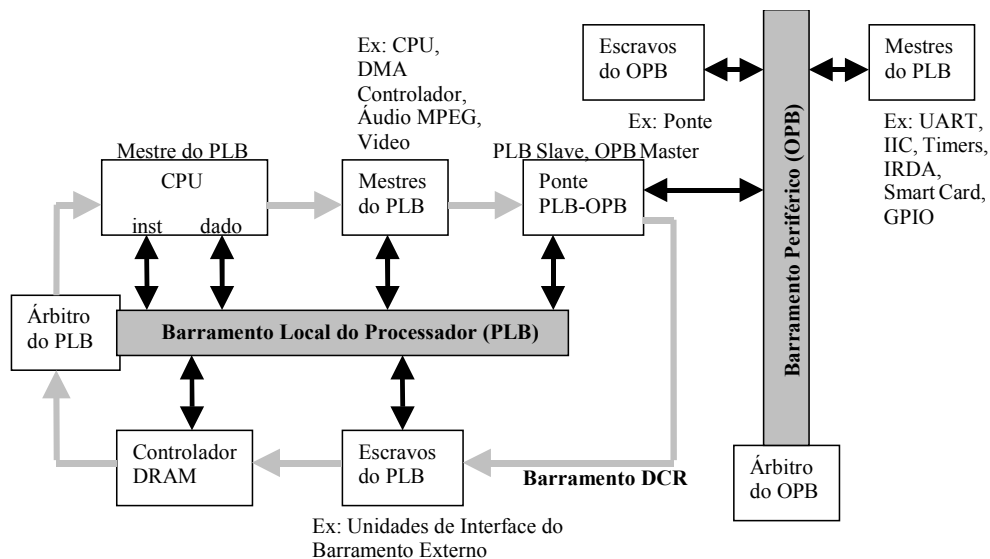 Ex: CPU,
DMA
Controlador,
Áudio MPEG,
Video
Escravos
do OPB
Mestres
do PLB
Ex: Ponte
Ex: UART,
IIC, Timers,
IRDA,
Smart Card,
GPIO
Mestre do PLB
CPU
inst dado
Mestres
do PLB
PLB Slave, OPB Master
Ponte
PLB-OPB
Barramento Periférico (OPB)
Árbitro
do PLB
Barramento Local do Processador (PLB)
Controlador
DRAM
Escravos
do PLB
Barramento DCR
Árbitro
do OPB
Ex: Unidades de Interface do
Barramento Externo